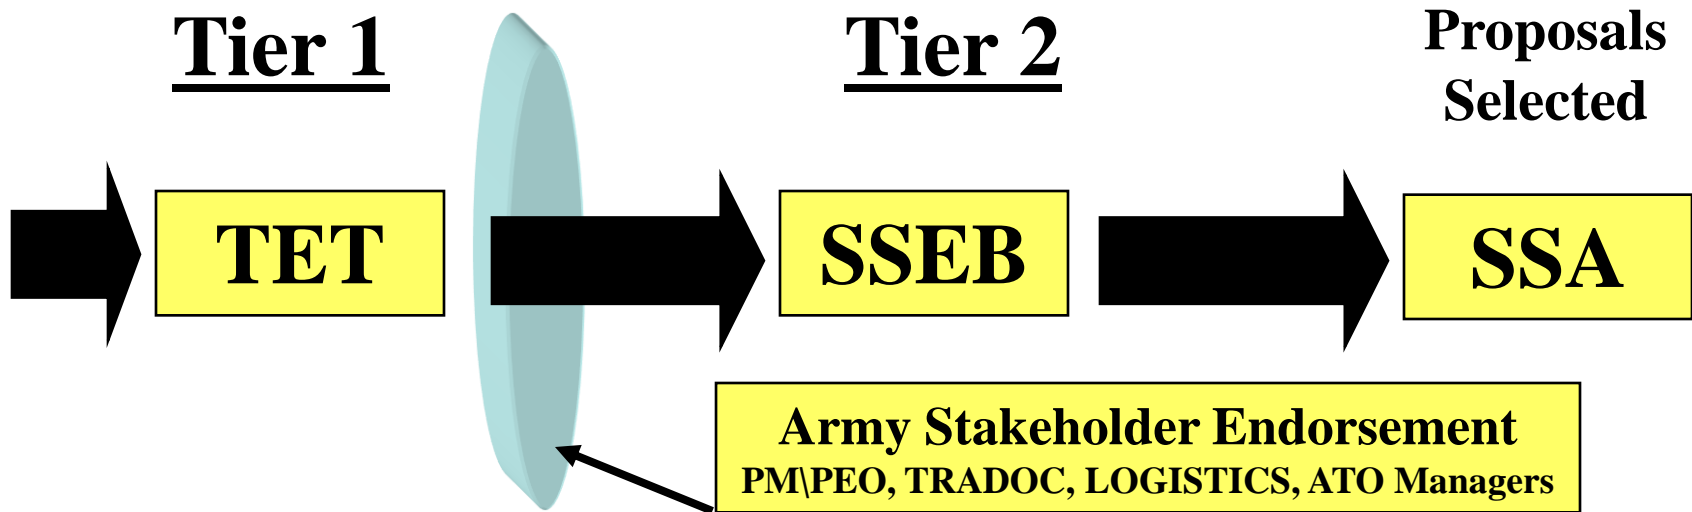 Tier 1
Tier 2
Proposals
Selected
TET
SSEB
SSA
Army Stakeholder Endorsement
PM\PEO, TRADOC, LOGISTICS, ATO Managers